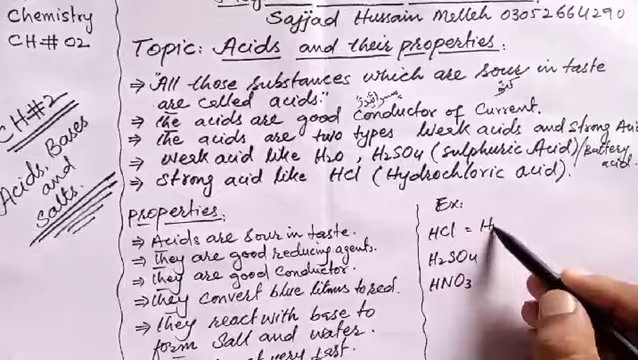 Chemistry
CH#02
Sajjad Hussain Melleh 03052664290
Topic: Acids and their properties:
⇒ "All those substances which are sour in taste
are called acids."
⇒ The acids are good conductor of Current.
⇒ The acids are two types weak acids and strong
⇒ weak acid like H2O, H2SO4 (Sulphuric Acid)/Battery
acid.
⇒ Strong acid like HCl (Hydrochloric acid).
CH#2
Acids, Bases
and
Salts.
Properties:
⇒ Acids are sour in taste.
⇒ They are good reducing agents.
⇒ They are good conductor.
⇒ They convert blue litmus to red.
⇒ They react with base to
form salt and water.
very fast.
Ex:
HCl = H
H2SO4
HNO3